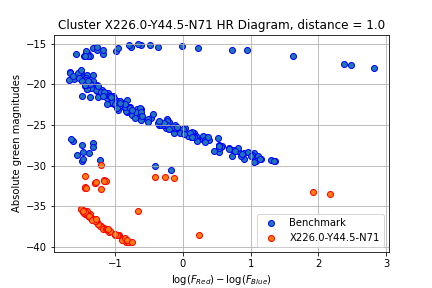 Cluster X226.0-Y44.5-N71 HR Diagram, distance = 1.0
Absolute green magnitudes
−15
−20
−25
−30
−35
−40
Benchmark
X226.0-Y44.5-N71
−1 0 1 2 3
log(F_Red) − log(F_Blue)